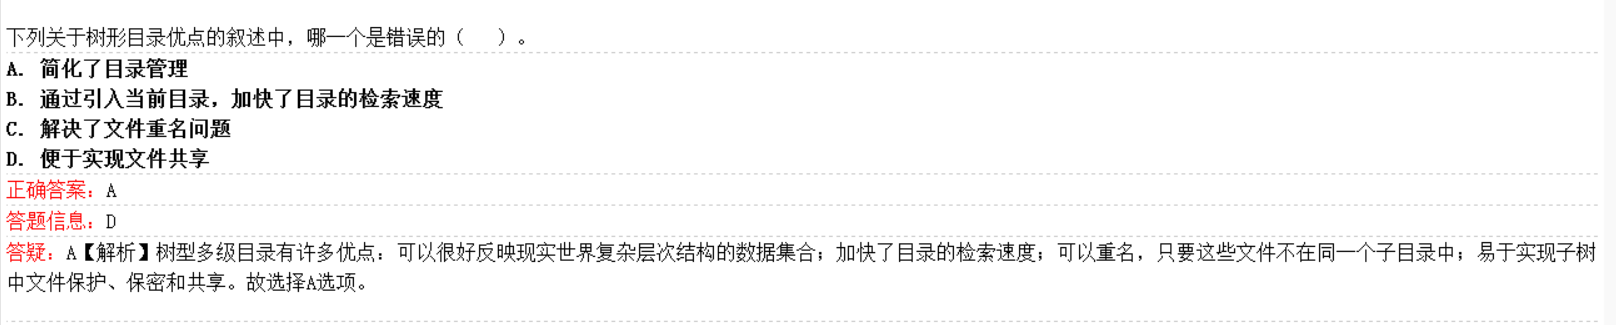 下列关于树形目录优点的叙述中，哪一个是错误的（　　）。
A. 简化了目录管理
B. 通过引入当前目录，加快了目录的检索速度
C. 解决了文件重名问题
D. 便于实现文件共享
正确答案：A
答题信息：D
答疑：A【解析】树型多级目录有许多优点：可以很好反映现实世界复杂层次结构的数据集合；加快了目录的检索速度；可以重名，只要这些文件不在同一个子目录中；易于实现子树
中文件保护、保密和共享。故选择A选项。